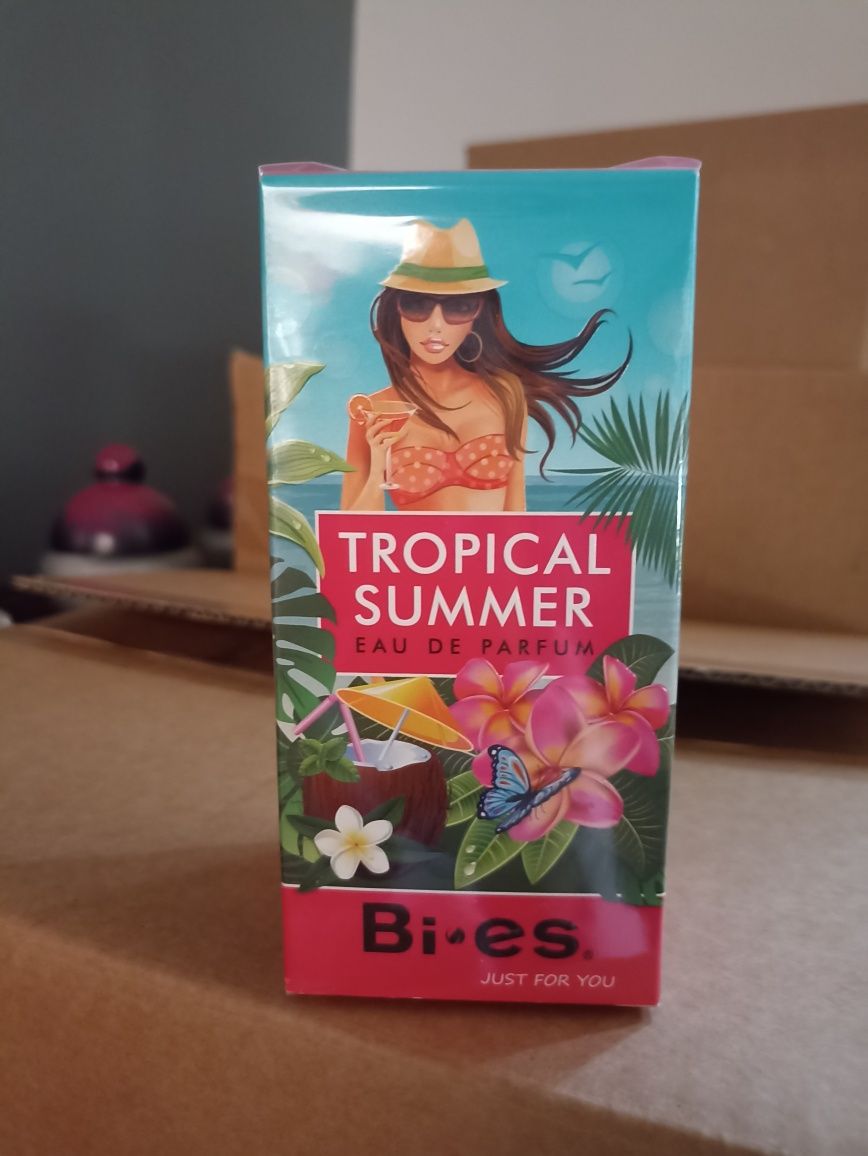 TROPICAL
SUMMER
EAU DE PARFUM
Bi-es®
JUST FOR YOU